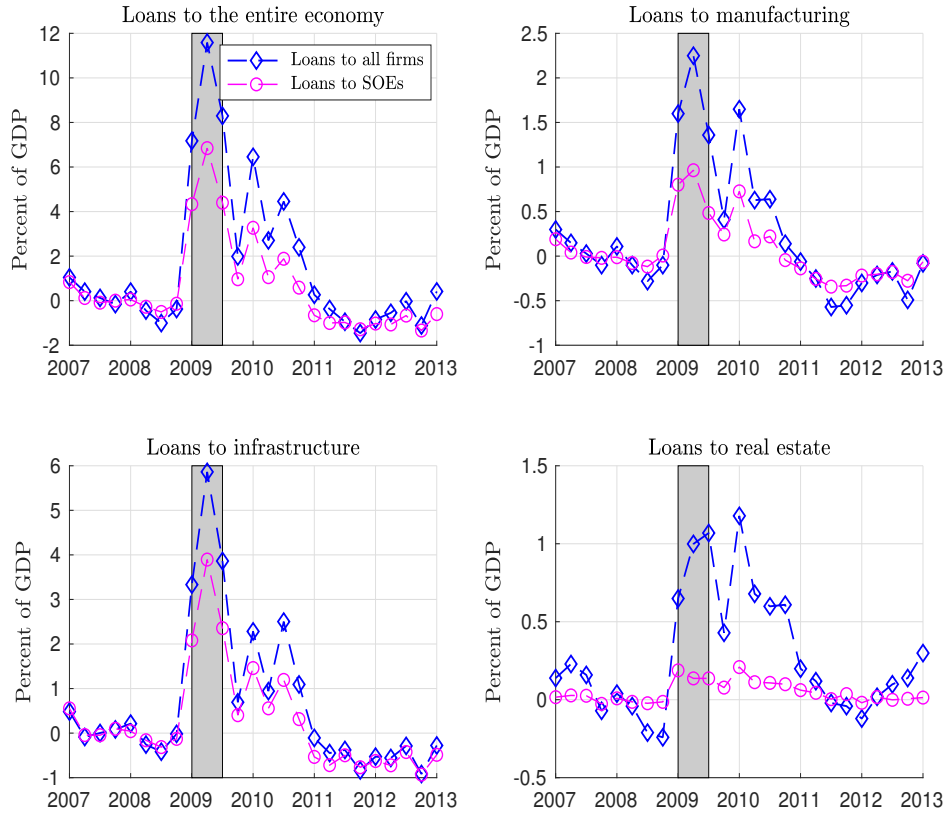 Loans to the entire economy
Percent of GDP
12
10
8
6
4
2
0
-2
2007 2008 2009 2010 2011 2012 2013
Loans to all firms
Loans to SOEs
Loans to manufacturing
Percent of GDP
2.5
2
1.5
1
0.5
0
-0.5
-1
2007 2008 2009 2010 2011 2012 2013
Loans to infrastructure
Percent of GDP
6
5
4
3
2
1
0
-1
2007 2008 2009 2010 2011 2012 2013
Loans to real estate
Percent of GDP
1.5
1
0.5
0
-0.5
2007 2008 2009 2010 2011 2012 2013